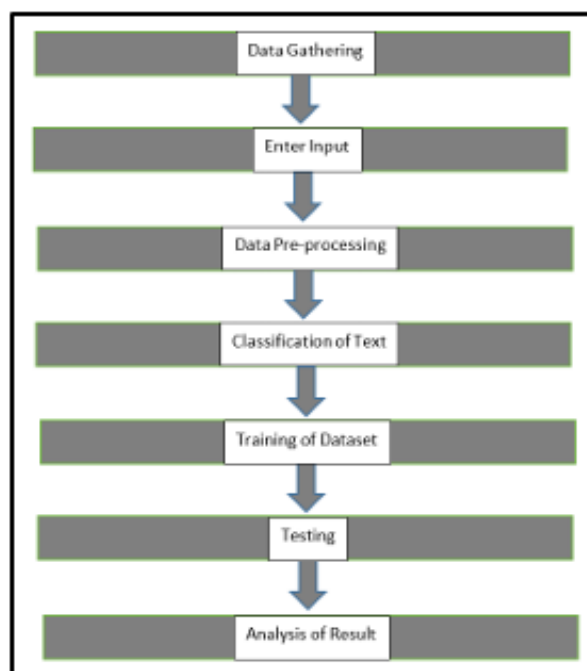 Data Gathering
Enter Input
Data Pre-processing
Classification of Text
Training of Dataset
Testing
Analysis of Result